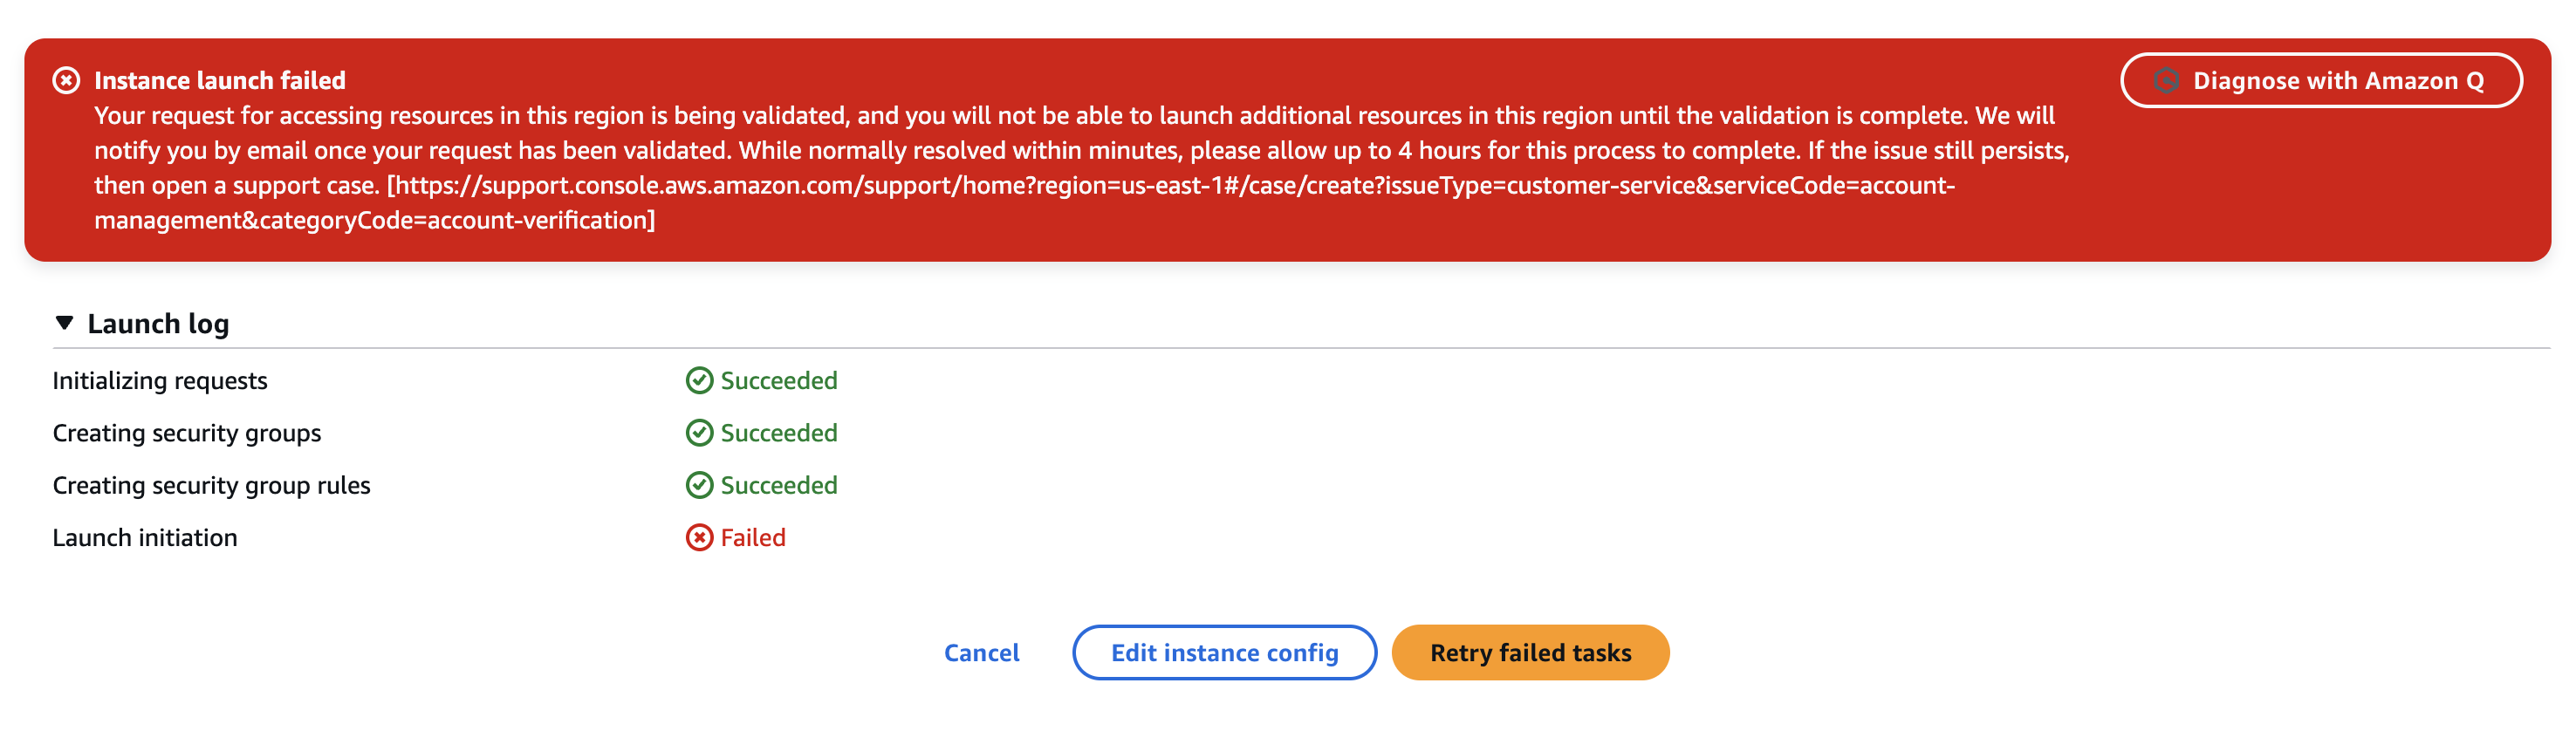 Instance launch failed
Diagnose with Amazon Q
Your request for accessing resources in this region is being validated, and you will not be able to launch additional resources in this region until the validation is complete. We will
notify you by email once your request has been validated. While normally resolved within minutes, please allow up to 4 hours for this process to complete. If the issue still persists,
then open a support case. [https://support.console.aws.amazon.com/support/home?region=us-east-1#/case/create?issueType=customer-service&serviceCode=account-
management&categoryCode=account-verification]
Launch log
Initializing requests Succeeded
Creating security groups Succeeded
Creating security group rules Succeeded
Launch initiation Failed
Cancel Edit instance config Retry failed tasks